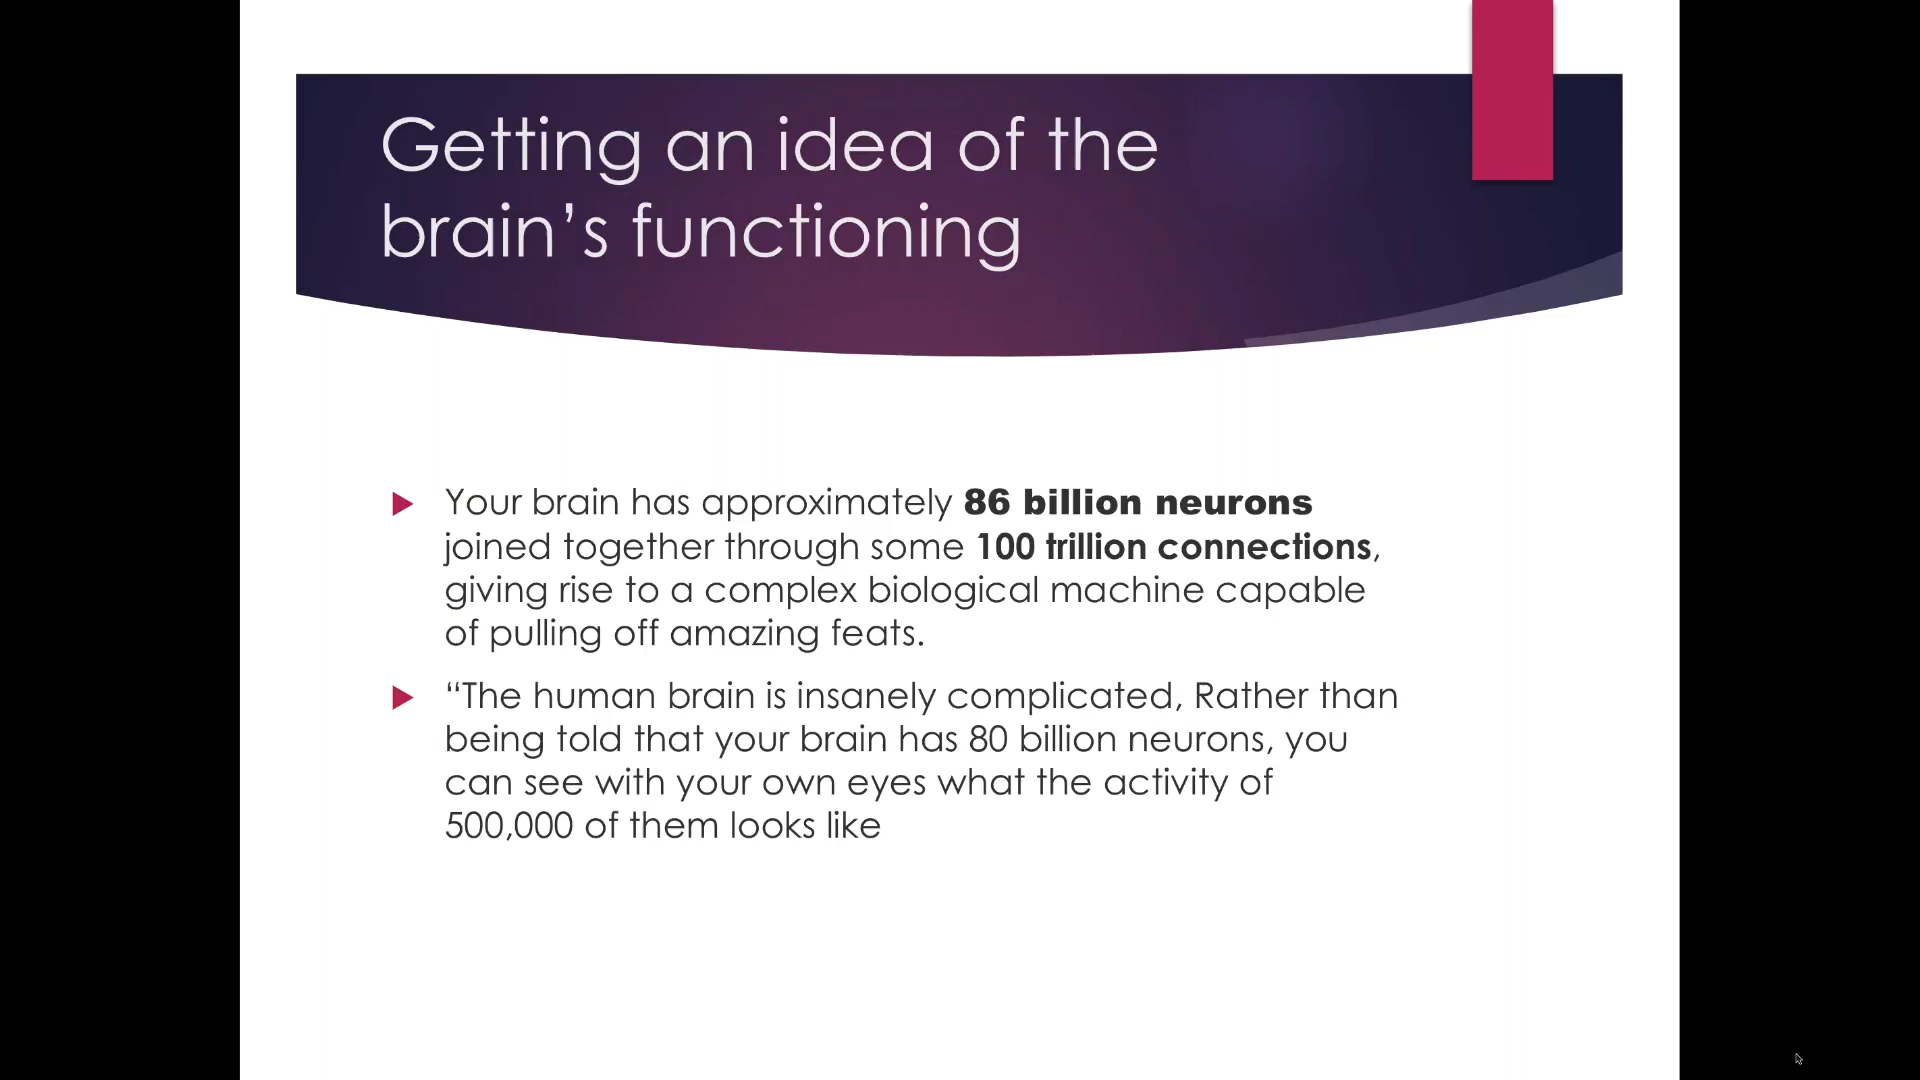 Getting an idea of the
brain’s functioning
Your brain has approximately 86 billion neurons
joined together through some 100 trillion connections,
giving rise to a complex biological machine capable
of pulling off amazing feats.
“The human brain is insanely complicated, Rather than
being told that your brain has 80 billion neurons, you
can see with your own eyes what the activity of
500,000 of them looks like